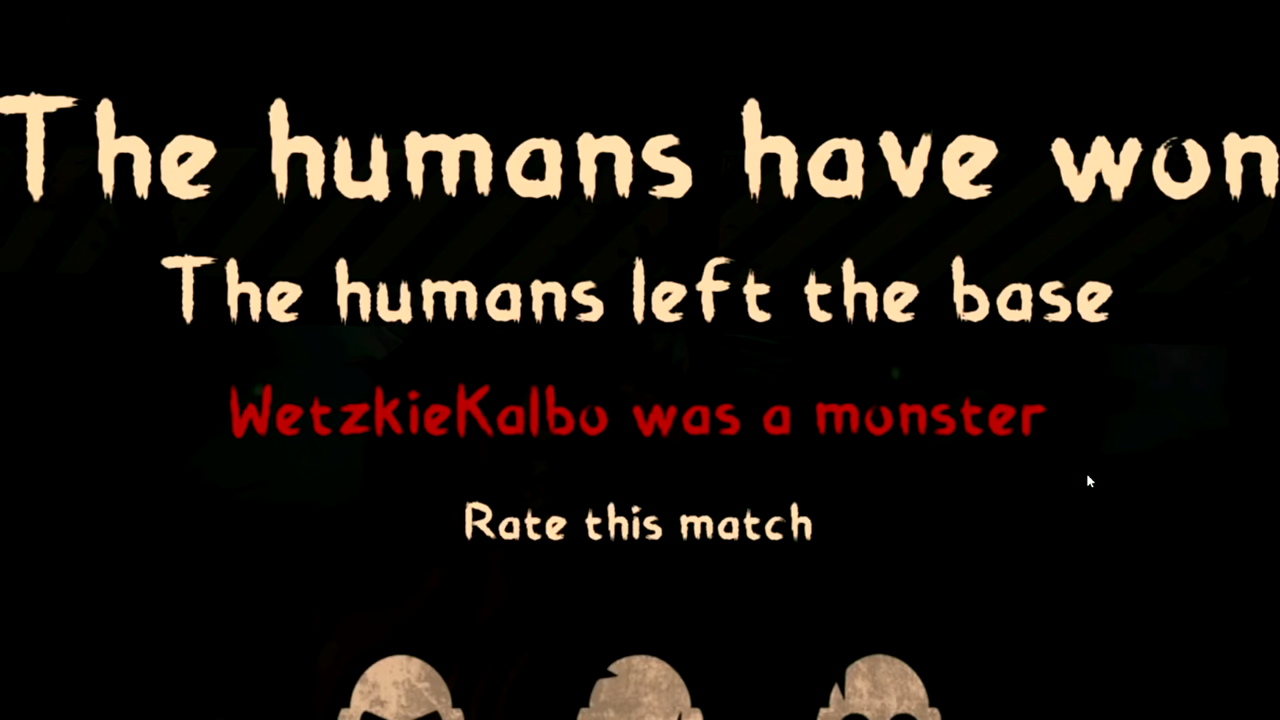 The humans have won
The humans left the base
WetzkieKalbo was a monster
Rate this match